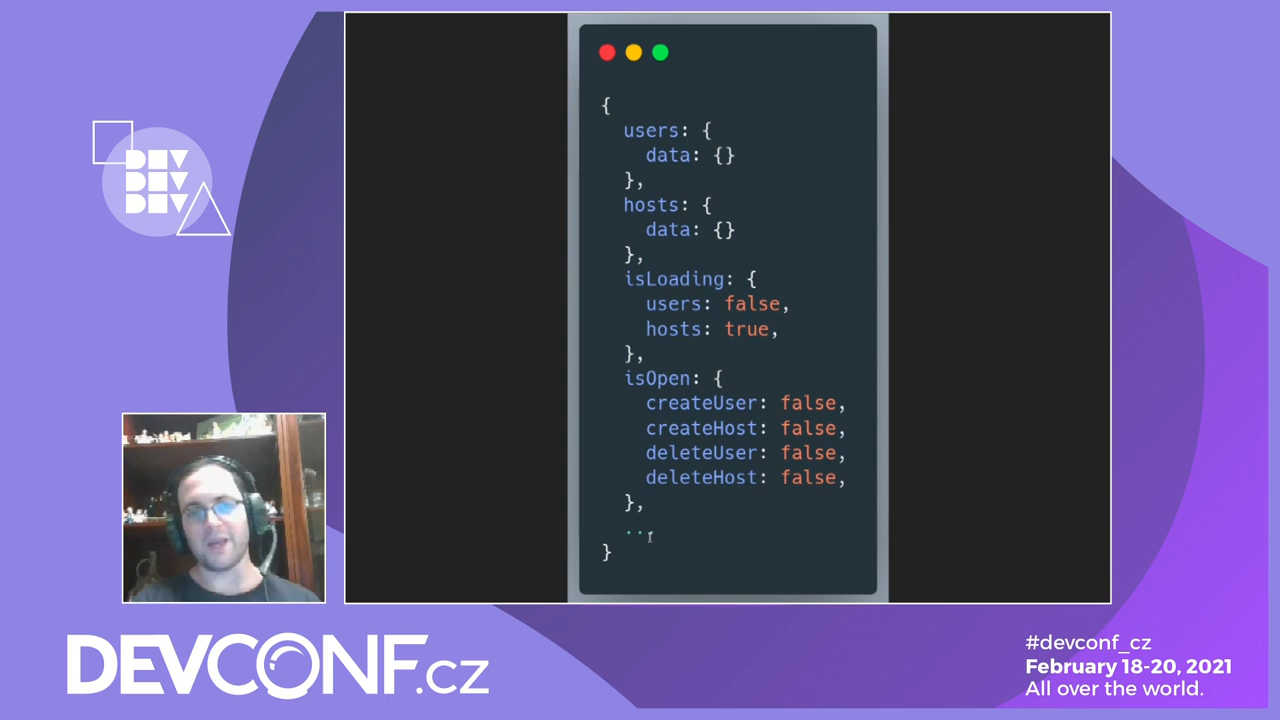 DEV
DEV
DEV
{
users: {
data: {}
},
hosts: {
data: {}
},
isLoading: {
users: false,
hosts: true,
},
isOpen: {
createUser: false,
createHost: false,
deleteUser: false,
deleteHost: false,
},
...
}
DEVCONF.cz
#devconf_cz
February 18-20, 2021
All over the world.